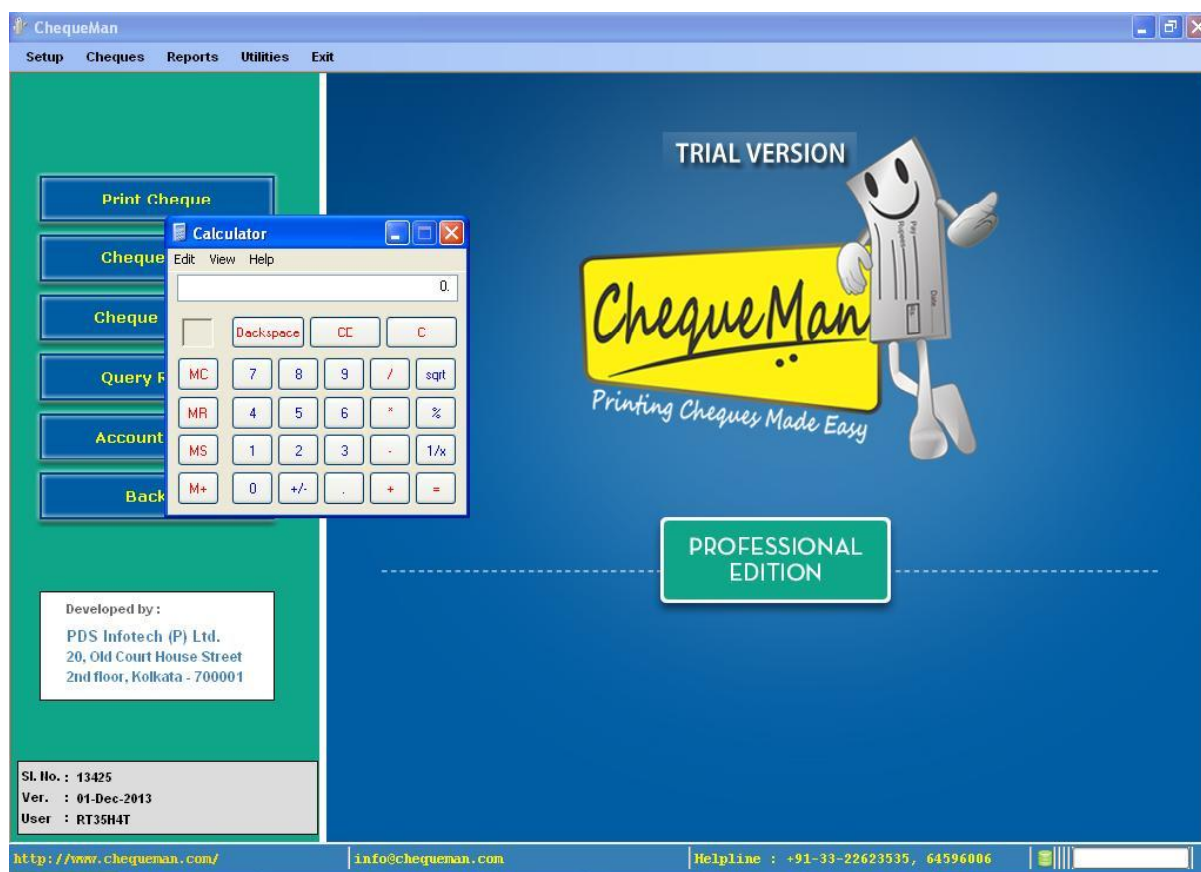 ChequeMan
Setup Cheques Reports Utilities Exit
TRIAL VERSION
Print Cheque
Cheque
Cheque
Query
Account
Back
Calculator
Edit View Help
0.
Backspace CE C
MC 7 8 9 / sqrt
MR 4 5 6 * %
MS 1 2 3 - 1/x
M+ 0 +/- . + =
Pay
Rupees
Date
Rs.
ChequeMan
Printing Cheques Made Easy
PROFESSIONAL
EDITION
Developed by :
PDS Infotech (P) Ltd.
20, Old Court House Street
2nd floor, Kolkata - 700001
Sl. No. : 13425
Ver. : 01-Dec-2013
User : RT35H4T
http://www.chequeman.com/ info@chequeman.com Helpline : +91-33-22623535, 64596006